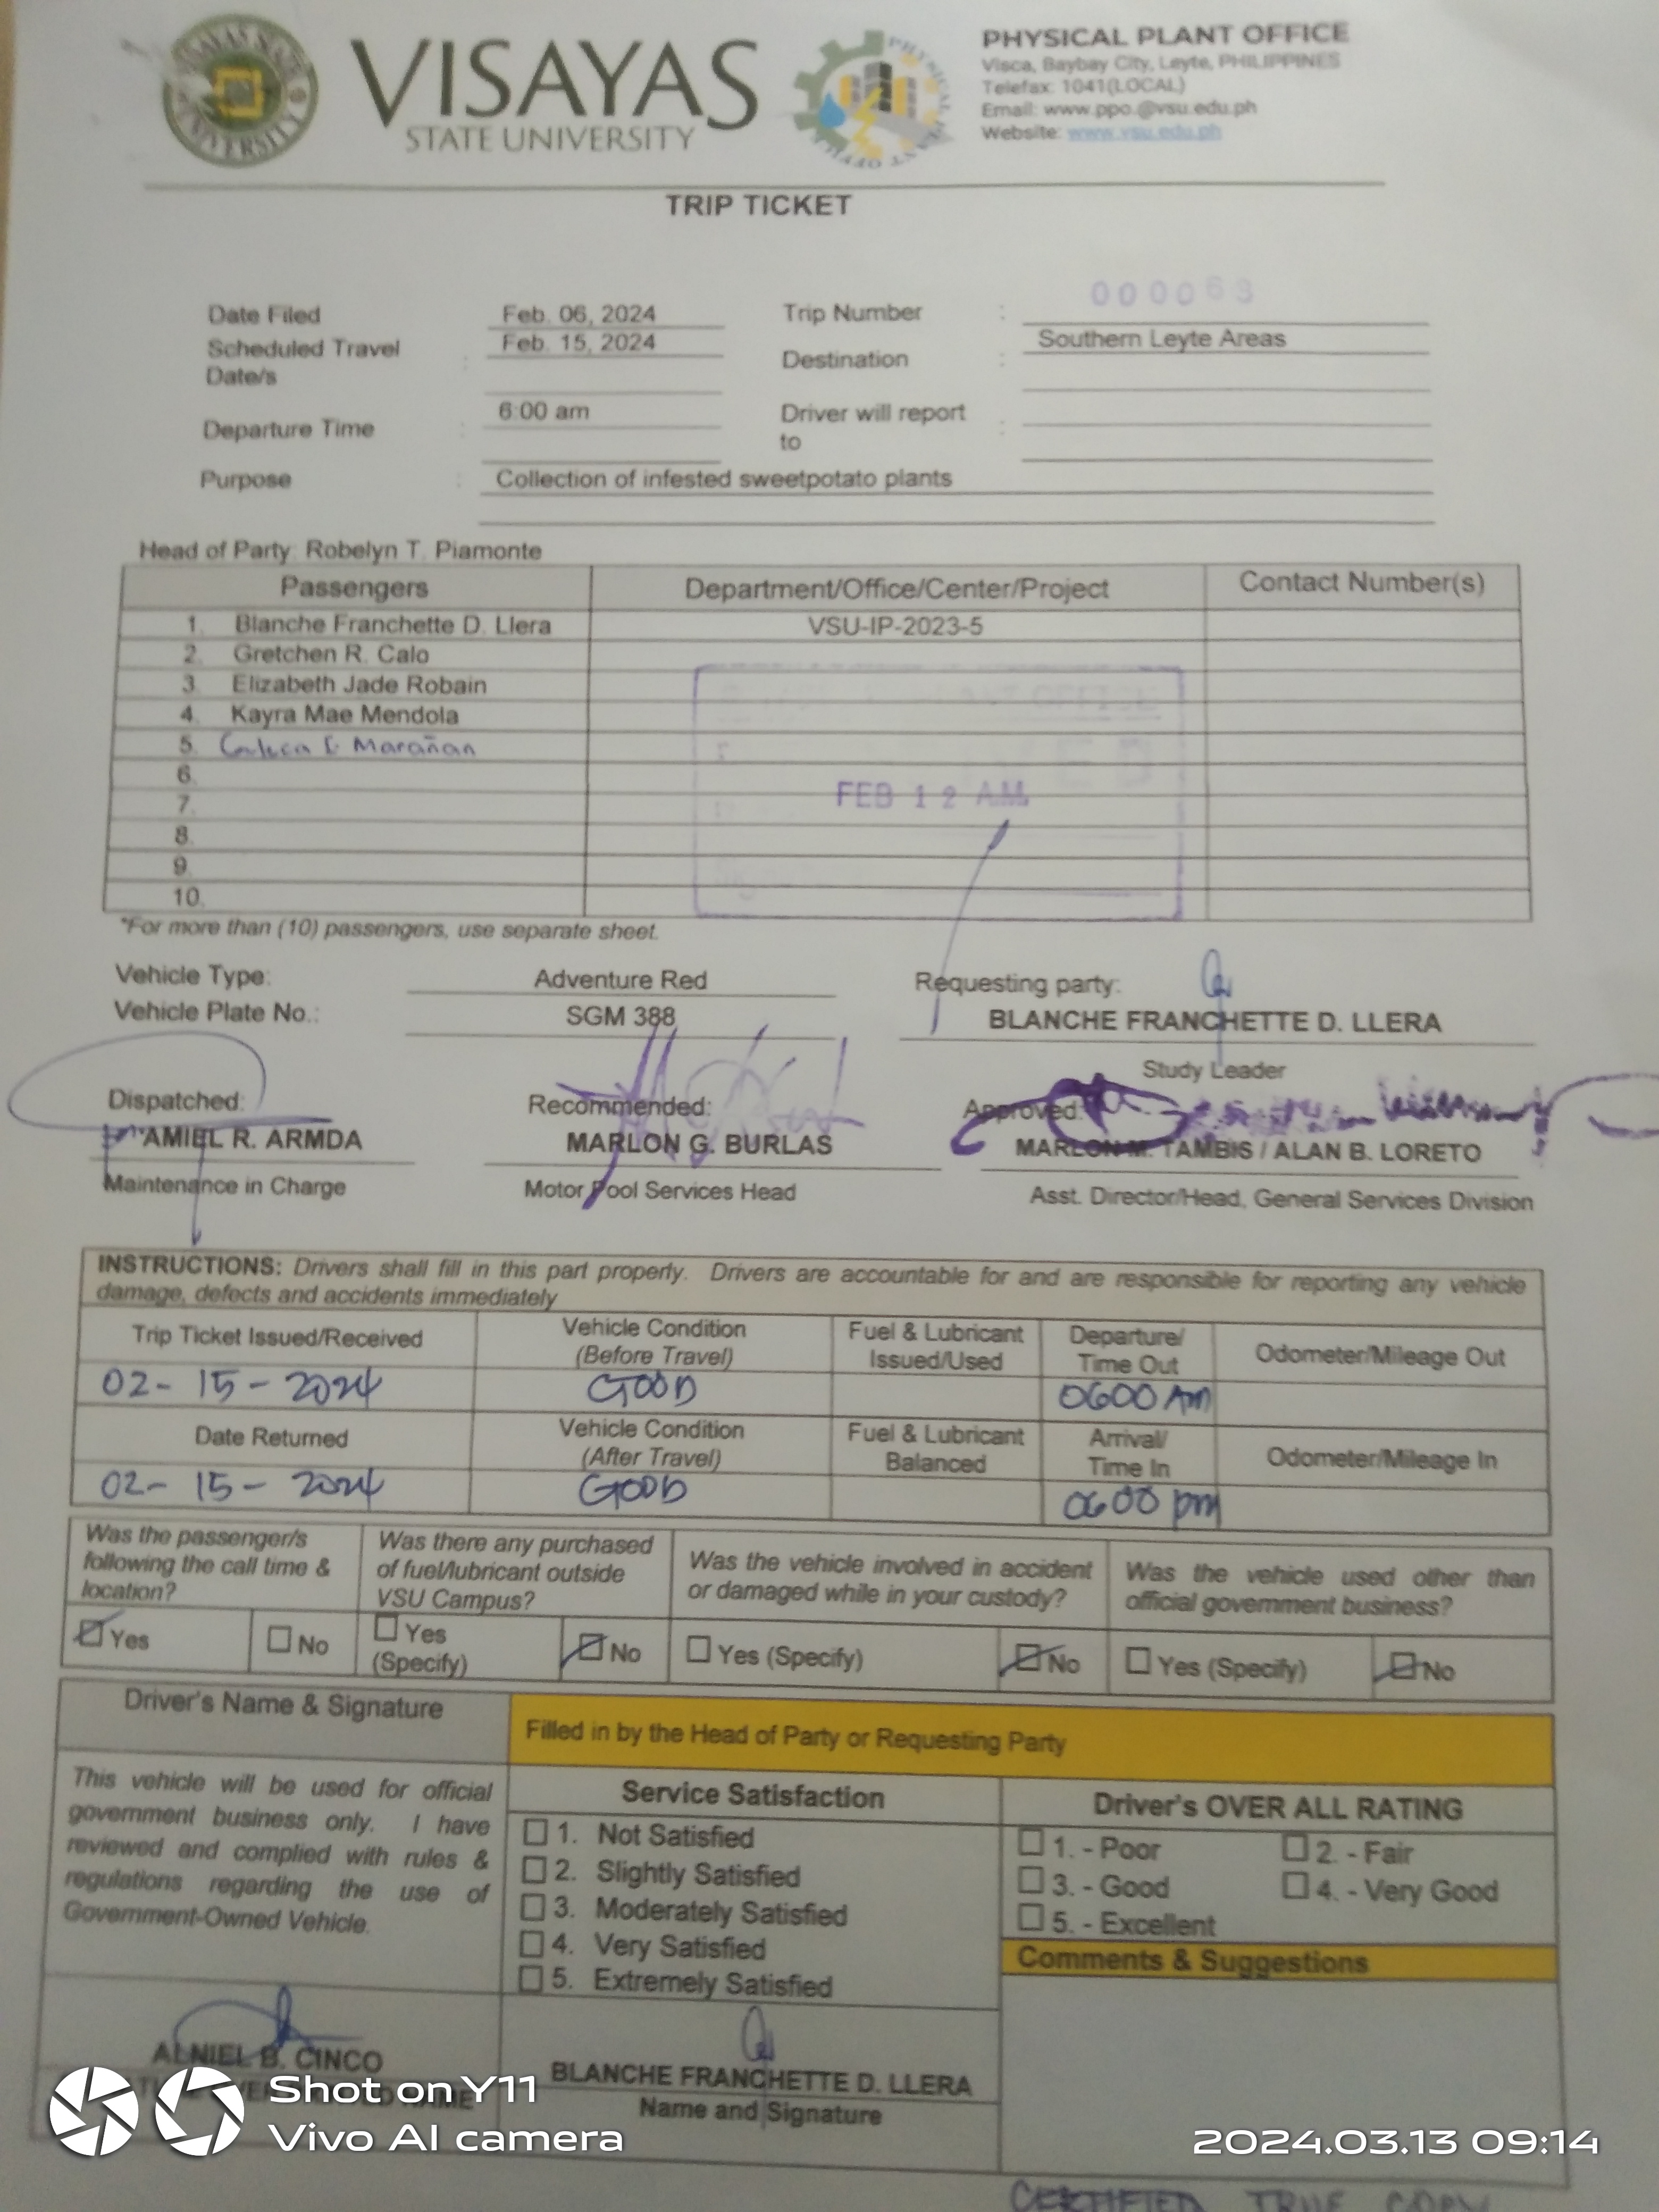 VISAYAS STATE UNIVERSITY
VISAYAS
STATE UNIVERSITY
PHYSICAL PLANT OFFICE
PHYSICAL PLANT OFFICE
Visca, Baybay City, Leyte, PHILIPPINES
Telefax: 1041(LOCAL)
Email: www.ppo.@vsu.edu.ph
Website: www.vsu.edu.ph
TRIP TICKET
Date Filed Feb. 06, 2024 Trip Number : 000063
Scheduled Travel Date/s : Feb. 15, 2024 Destination : Southern Leyte Areas
Departure Time : 6:00 am Driver will report to :
Purpose : Collection of infested sweetpotato plants
Head of Party: Robelyn T. Piamonte
Passengers Department/Office/Center/Project Contact Number(s)
1. Blanche Franchette D. Llera VSU-IP-2023-5
2. Gretchen R. Calo
3. Elizabeth Jade Robain
4. Kayra Mae Mendola
5. Marañan
6.
7.
8.
9.
10.
PLANT OFFICE
FEB 12 A.M.
*For more than (10) passengers, use separate sheet.
Vehicle Type: Adventure Red Requesting party:
Vehicle Plate No.: SGM 388 BLANCHE FRANCHETTE D. LLERA
Study Leader
Dispatched: Recommended: Approved:
AMIEL R. ARMDA MARLON G. BURLAS MARLON M. TAMBIS / ALAN B. LORETO
Maintenance in Charge Motor Pool Services Head Asst. Director/Head, General Services Division
INSTRUCTIONS: Drivers shall fill in this part properly. Drivers are accountable for and are responsible for reporting any vehicle
damage, defects and accidents immediately
Trip Ticket Issued/Received Vehicle Condition (Before Travel) Fuel & Lubricant Issued/Used Departure/ Time Out Odometer/Mileage Out
02-15-2024 GOOD 0600 AM
Date Returned Vehicle Condition (After Travel) Fuel & Lubricant Balanced Arrival/ Time In Odometer/Mileage In
02-15-2024 GOOD 0600 pm
Was the passenger/s following the call time & location? Was there any purchased of fuel/lubricant outside VSU Campus? Was the vehicle involved in accident or damaged while in your custody? Was the vehicle used other than official government business?
Yes No Yes (Specify) No Yes (Specify) No Yes (Specify) No
Driver's Name & Signature
Filled in by the Head of Party or Requesting Party
This vehicle will be used for official
government business only. I have
reviewed and complied with rules &
regulations regarding the use of
Government-Owned Vehicle.
Service Satisfaction
1. Not Satisfied
2. Slightly Satisfied
3. Moderately Satisfied
4. Very Satisfied
5. Extremely Satisfied
Driver's OVER ALL RATING
1. - Poor 2. - Fair
3. - Good 4. - Very Good
5. - Excellent
Comments & Suggestions
ALNIEL B. CINCO
BLANCHE FRANCHETTE D. LLERA
Name and Signature
Shot on Y11
Vivo AI camera
2024.03.13 09:14
CERTIFIED TRUE COPY